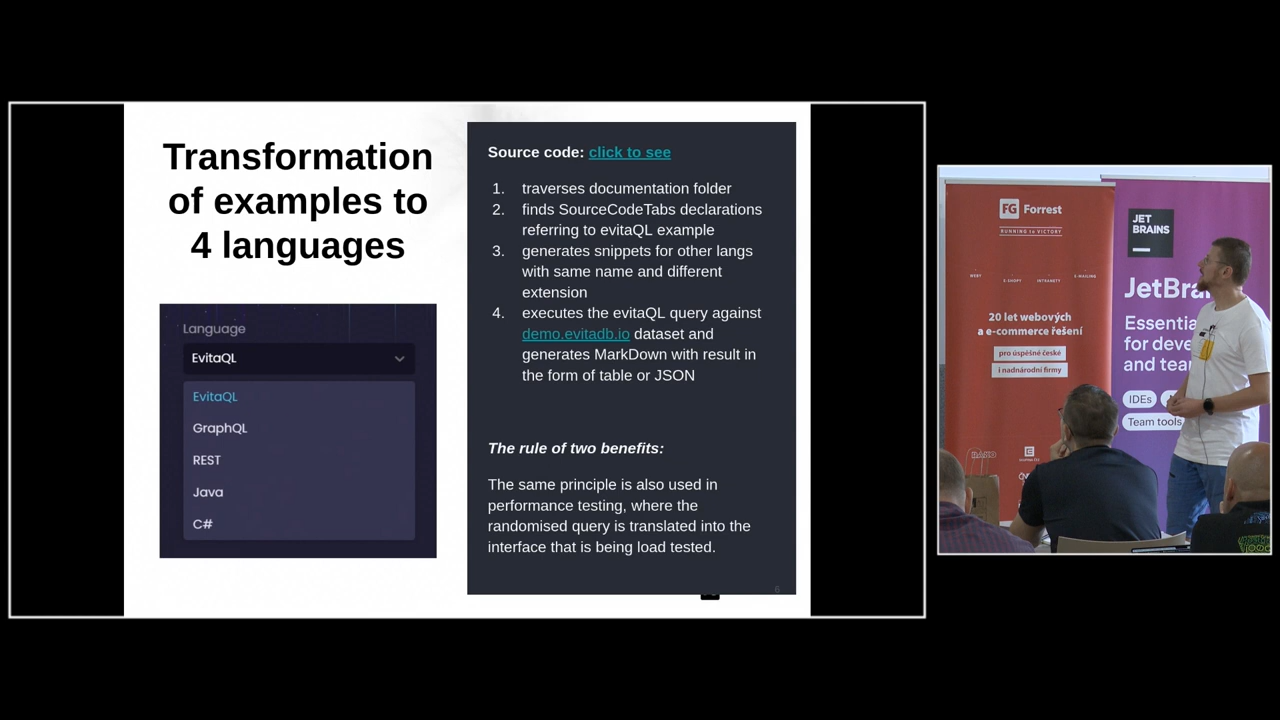 Transformation
of examples to
4 languages
Language
EvitaQL
EvitaQL
GraphQL
REST
Java
C#
Source code: click to see
1. traverses documentation folder
2. finds SourceCodeTabs declarations
referring to evitaQL example
3. generates snippets for other langs
with same name and different
extension
4. executes the evitaQL query against
demo.evitadb.io dataset and
generates MarkDown with result in
the form of table or JSON
The rule of two benefits:
The same principle is also used in
performance testing, where the
randomised query is translated into the
interface that is being load tested.
6
FG Forrest
RUNNING to VICTORY
WEBY
E-SHOPY
INTRANETY
E-MAILING
20 let webových
a e-commerce řešení
pro úspěšné české
i nadnárodní firmy
JET
BRAINS
Essentia
for deve
and tea
IDEs
Team tools